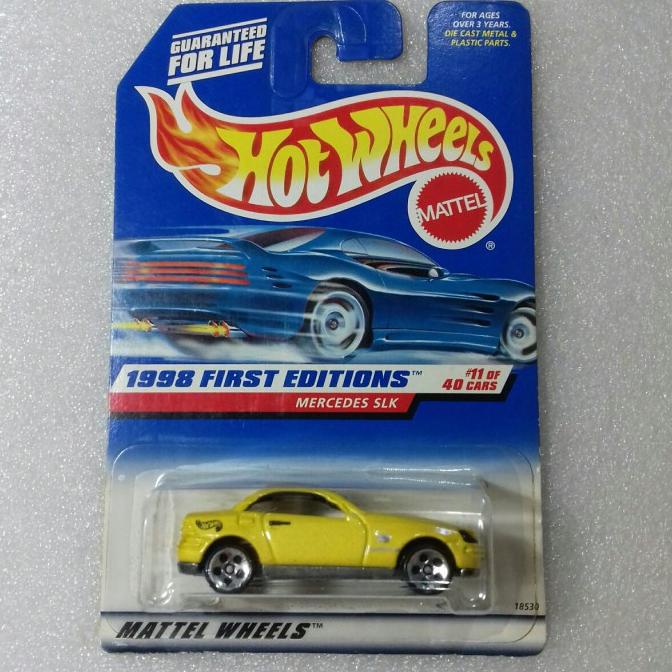 GUARANTEED
FOR LIFE
FOR AGES
OVER 3 YEARS.
DIE CAST METAL &
PLASTIC PARTS.
HOT WHEELS
MATTEL
®
1998 FIRST EDITIONS™
#11 OF
40 CARS
MERCEDES SLK
18530
MATTEL WHEELS™